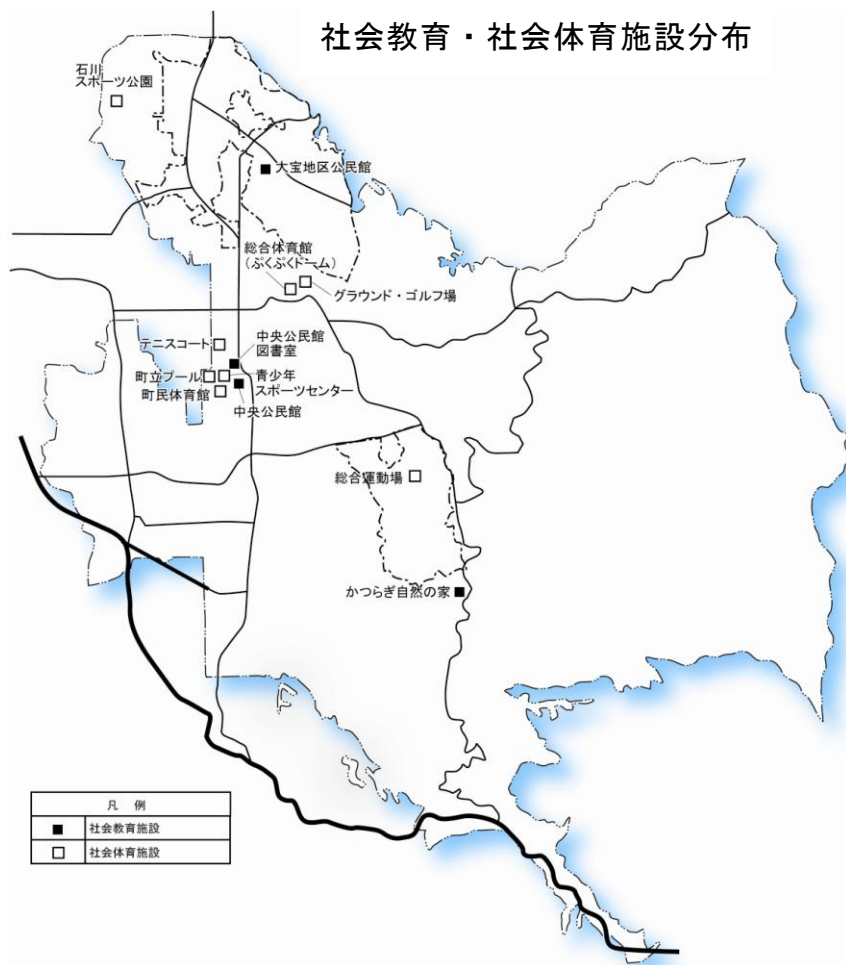 社会教育・社会体育施設分布
石川
スポーツ公園
大宝地区公民館
総合体育館
(ぷくぷくドーム)
グラウンド・ゴルフ場
テニスコート
中央公民館
図書室
町立プール
青少年
スポーツセンター
町民体育館
中央公民館
総合運動場
かつらぎ自然の家
凡 例
社会教育施設
社会体育施設